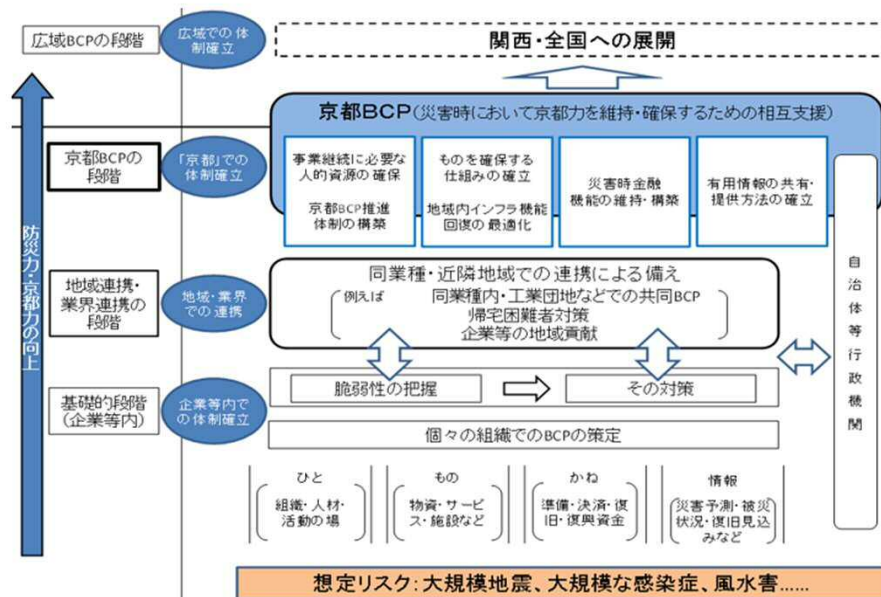 広域BCPの段階
広域での体
制確立
関西・全国への展開
京都BCP(災害時において京都力を維持・確保するための相互支援)
京都BCPの
段階
「京都」での
体制確立
事業継続に必要な
人的資源の確保
京都BCP推進
体制の構築
ものを確保する
仕組みの確立
地域内インフラ機能
回復の最適化
災害時金融
機能の維持・構築
有用情報の共有・
提供方法の確立
防災力・京都力の向上
地域連携・
業界連携の
段階
地域・業界
での連携
同業種・近隣地域での連携による備え
例えば 同業種内・工業団地などでの共同BCP
帰宅困難者対策
企業等の地域貢献
自治体等行政機関
基礎的段階
(企業等内)
企業等内で
の体制確立
脆弱性の把握
その対策
個々の組織でのBCPの策定
ひと
組織・人材・
活動の場
もの
物資・サービ
ス・施設など
かね
準備・決済・復
旧・復興資金
情報
災害予測・被災
状況・復旧見込
みなど
想定リスク:大規模地震、大規模な感染症、風水害……